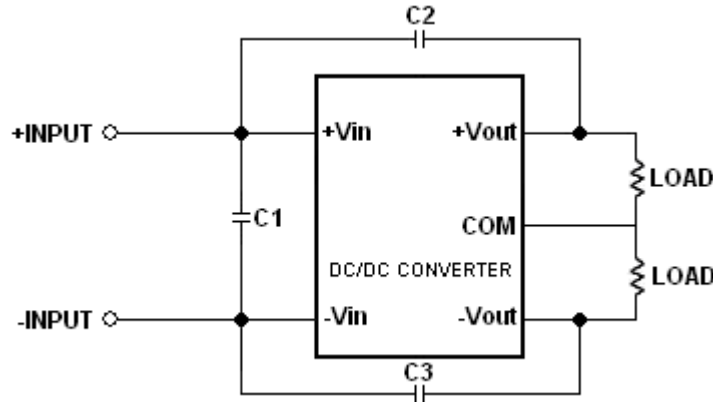 C2
+INPUT
+Vin
+Vout
LOAD
C1
COM
DC/DC CONVERTER
LOAD
-INPUT
-Vin
-Vout
C3